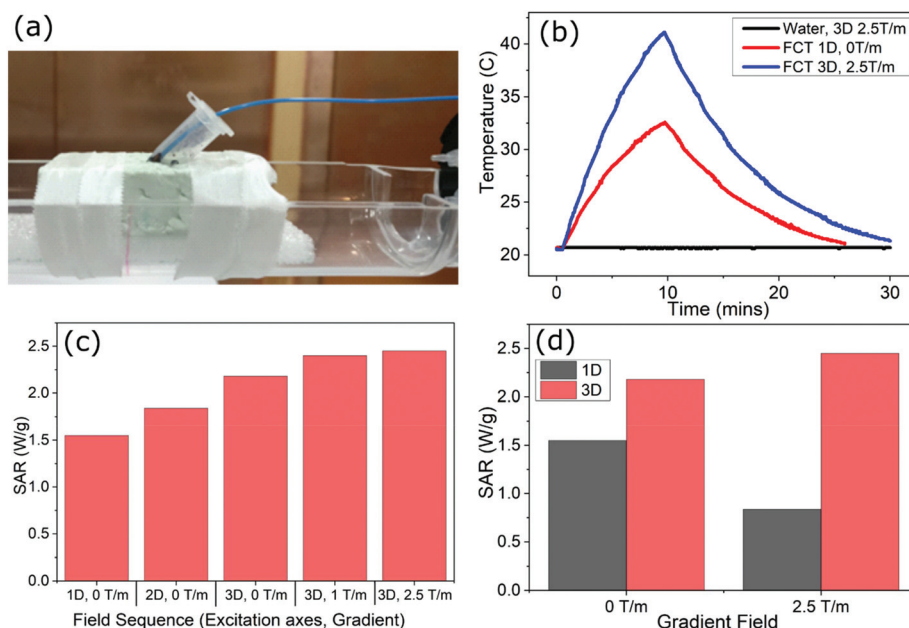 (a)
(b)
Water, 3D 2.5T/m
FCT 1D, 0T/m
FCT 3D, 2.5T/m
Temperature (C)
40
35
30
25
20
0
10
20
30
Time (mins)
(c)
SAR (W/g)
2.5
2.0
1.5
1.0
0.5
0.0
1D, 0 T/m
2D, 0 T/m
3D, 0 T/m
3D, 1 T/m
3D, 2.5 T/m
Field Sequence (Excitation axes, Gradient)
(d)
1D
3D
SAR (W/g)
2.5
2.0
1.5
1.0
0.5
0.0
0 T/m
2.5 T/m
Gradient Field